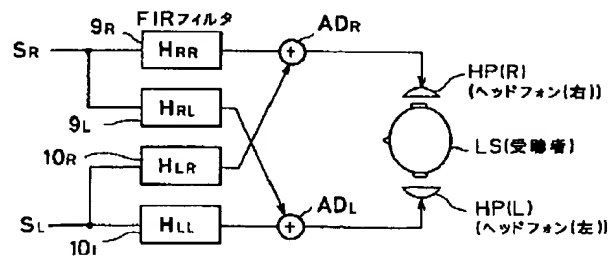 FIRフィルタ
9R
HRR
ADR
SR
HP(R)
(ヘッドフォン(右))
HRL
9L
LS(受聴者)
10R
HLR
ADL
HP(L)
(ヘッドフォン(左))
SL
HLL
10L